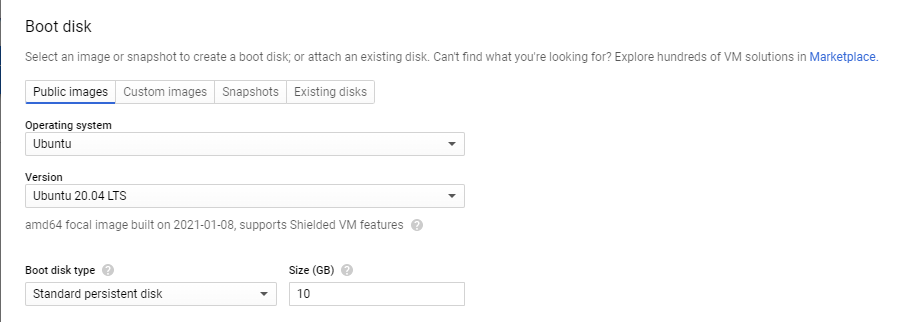 Boot disk
Select an image or snapshot to create a boot disk; or attach an existing disk. Can't find what you're looking for? Explore hundreds of VM solutions in Marketplace.
Public images Custom images Snapshots Existing disks
Operating system
Ubuntu
Version
Ubuntu 20.04 LTS
amd64 focal image built on 2021-01-08, supports Shielded VM features ?
Boot disk type ? Size (GB) ?
Standard persistent disk 10